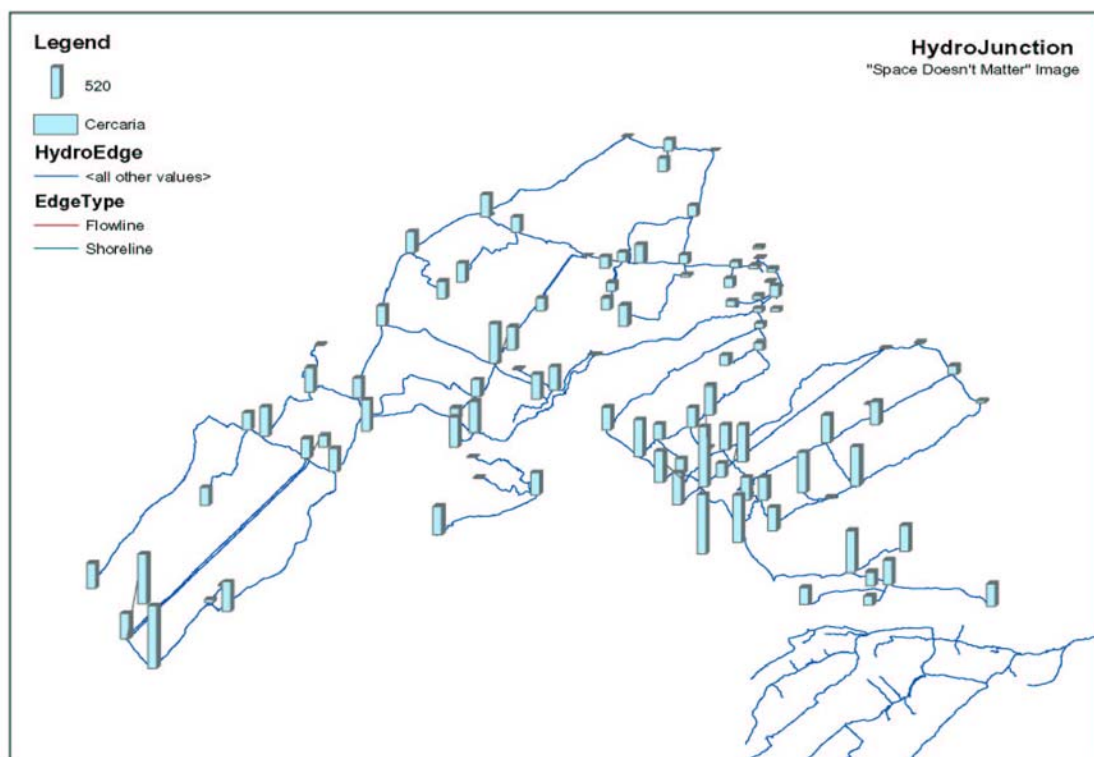 Legend
520
Cercaria
HydroEdge
<all other values>
EdgeType
Flowline
Shoreline
HydroJunction
"Space Doesn't Matter" Image